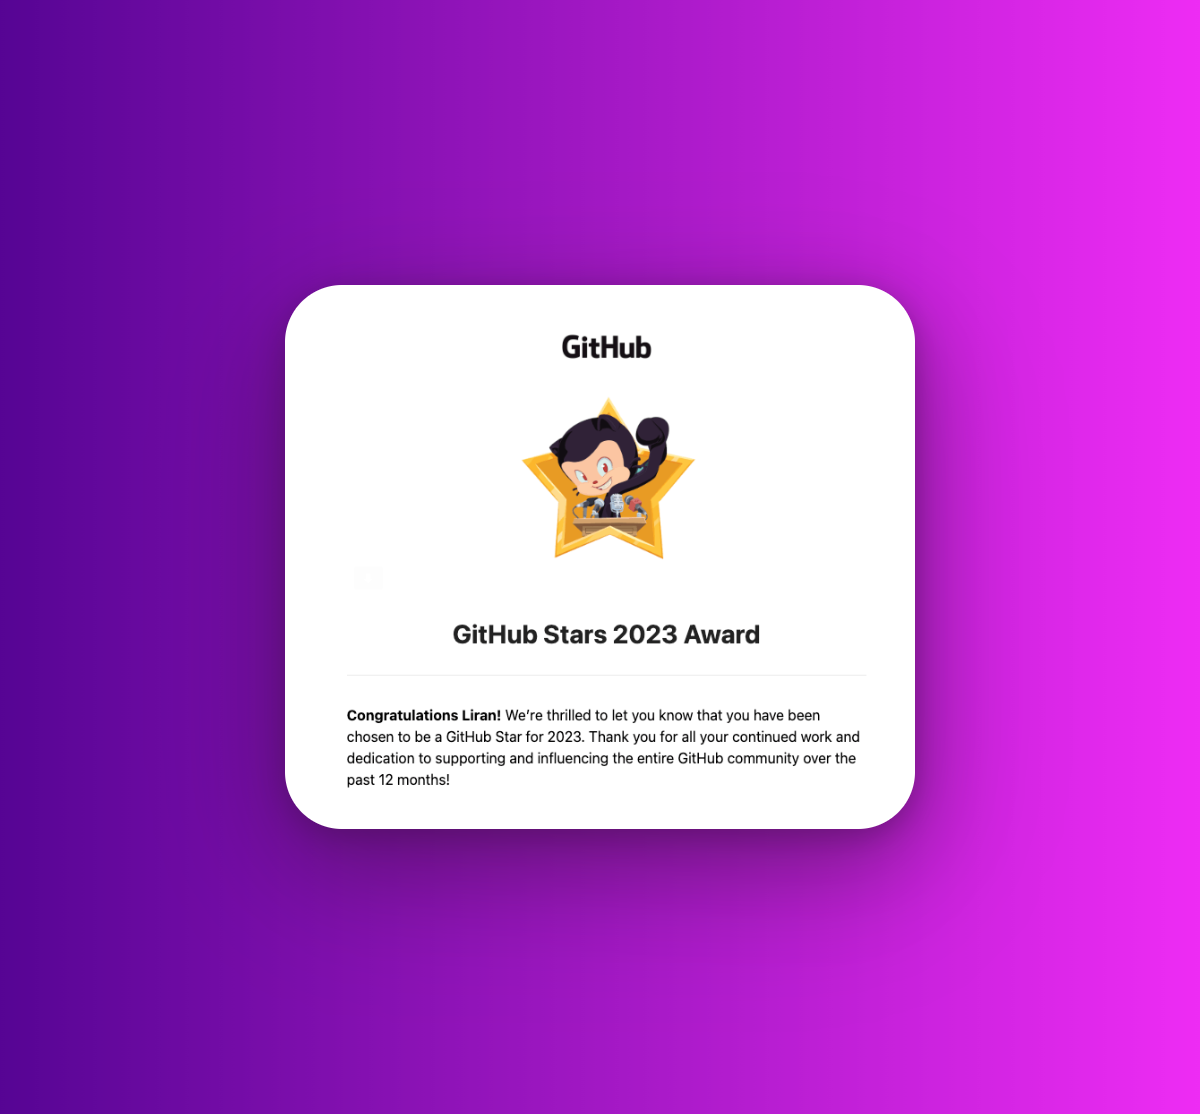 GitHub
GitHub Stars 2023 Award
Congratulations Liran! We’re thrilled to let you know that you have been
chosen to be a GitHub Star for 2023. Thank you for all your continued work and
dedication to supporting and influencing the entire GitHub community over the
past 12 months!